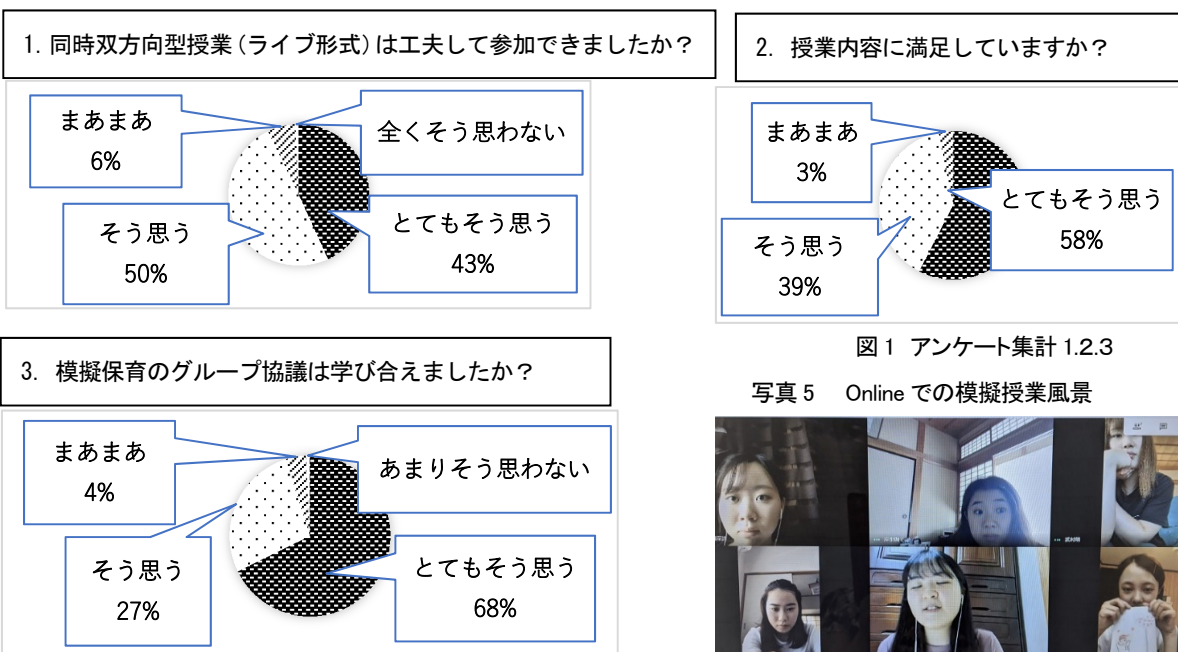 1. 同時双方向型授業(ライブ形式)は工夫して参加できましたか?
まあまあ
6%
全くそう思わない
そう思う
50%
とてもそう思う
43%
2. 授業内容に満足していますか?
まあまあ
3%
とてもそう思う
58%
そう思う
39%
図1 アンケート集計 1.2.3
3. 模擬保育のグループ協議は学び合えましたか?
まあまあ
4%
あまりそう思わない
そう思う
27%
とてもそう思う
68%
写真5 Online での模擬授業風景